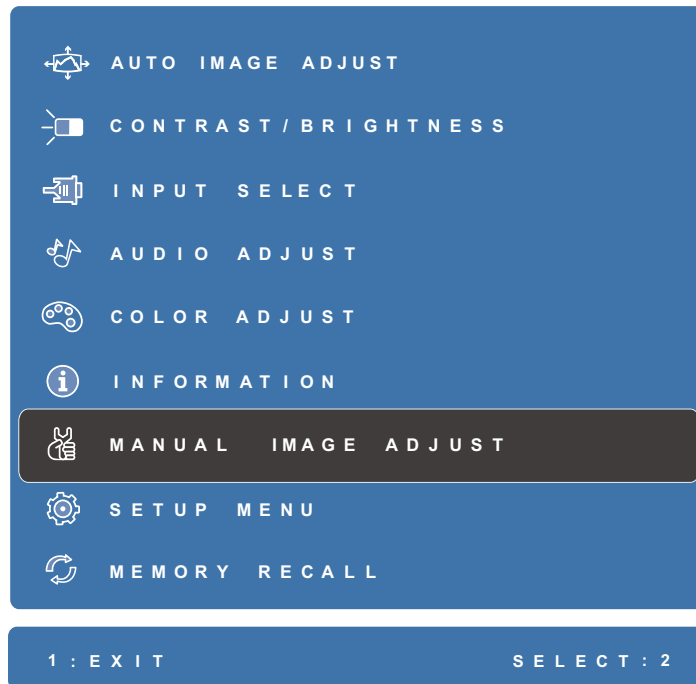 AUTO IMAGE ADJUST
CONTRAST/BRIGHTNESS
INPUT SELECT
AUDIO ADJUST
COLOR ADJUST
INFORMATION
MANUAL IMAGE ADJUST
SETUP MENU
MEMORY RECALL
1:EXIT SELECT:2